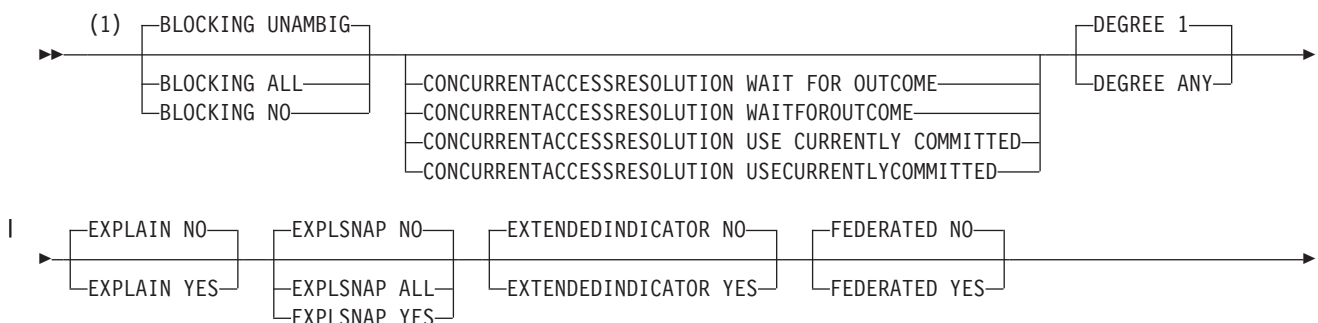 (1) BLOCKING UNAMBIG DEGREE 1
BLOCKING ALL CONCURRENTACCESSRESOLUTION WAIT FOR OUTCOME DEGREE ANY
BLOCKING NO CONCURRENTACCESSRESOLUTION WAITFOROUTCOME
CONCURRENTACCESSRESOLUTION USE CURRENTLY COMMITTED
CONCURRENTACCESSRESOLUTION USECURRENTLYCOMMITTED
| EXPLAIN NO EXPLSNAP NO EXTENDEDINDICATOR NO FEDERATED NO
EXPLAIN YES EXPLSNAP ALL EXTENDEDINDICATOR YES FEDERATED YES
EXPLSNAP YES